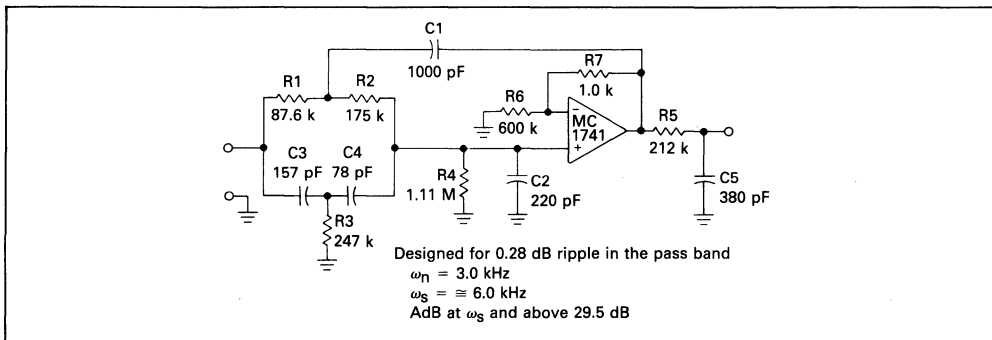 C1
1000 pF
R1
87.6 k
R2
175 k
R7
1.0 k
R6
600 k
−
MC
1741
+
R5
212 k
C3
157 pF
C4
78 pF
R4
1.11 M
C2
220 pF
C5
380 pF
R3
247 k
Designed for 0.28 dB ripple in the pass band
ωn = 3.0 kHz
ωs = ≅ 6.0 kHz
AdB at ωs and above 29.5 dB